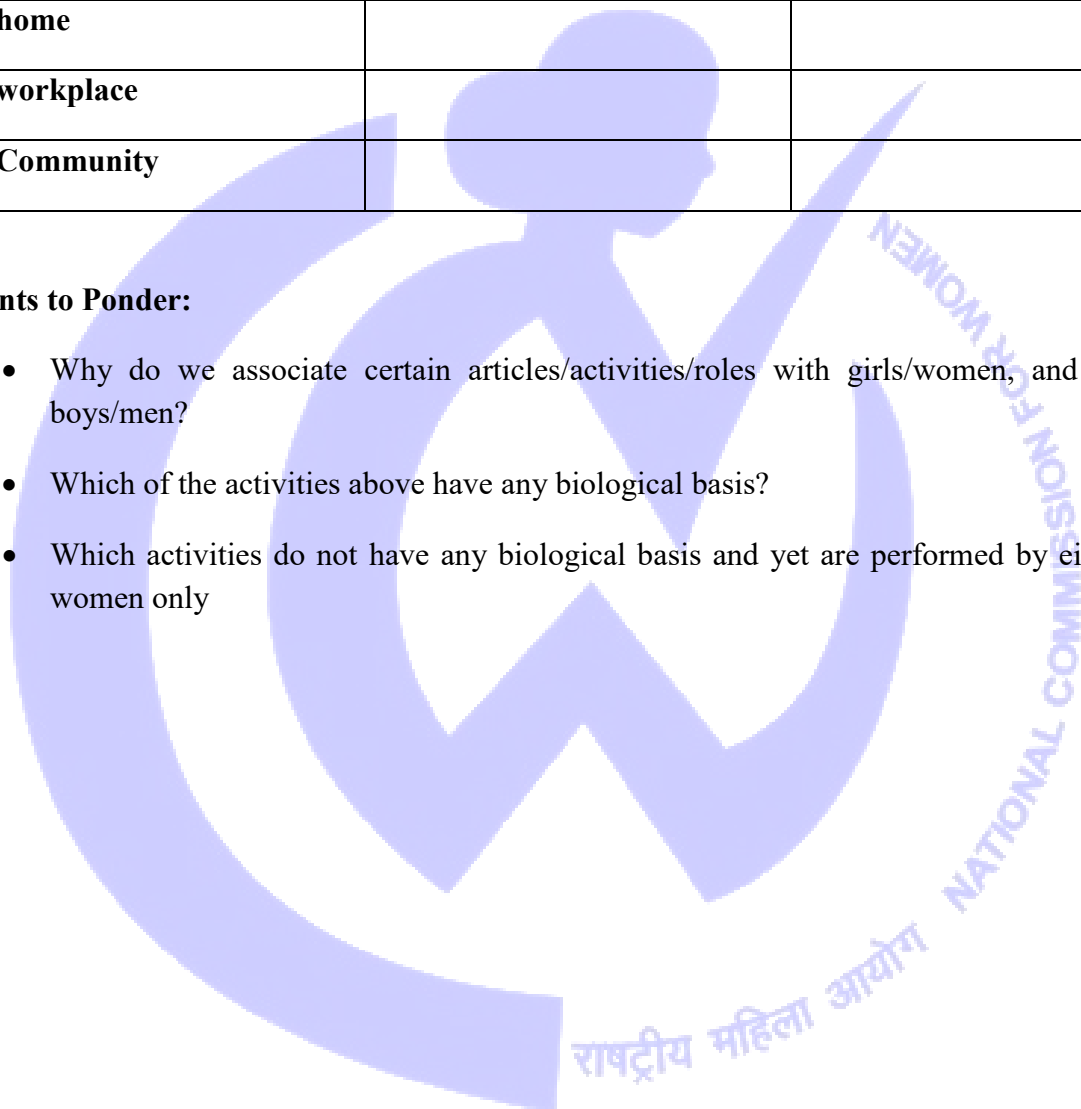 home
workplace
Community
nts to Ponder:
• Why do we associate certain articles/activities/roles with girls/women, and
boys/men?
• Which of the activities above have any biological basis?
• Which activities do not have any biological basis and yet are performed by ei
women only
राषट्रीय महिला आयोग NATIONAL COMMISSION FOR WOMEN